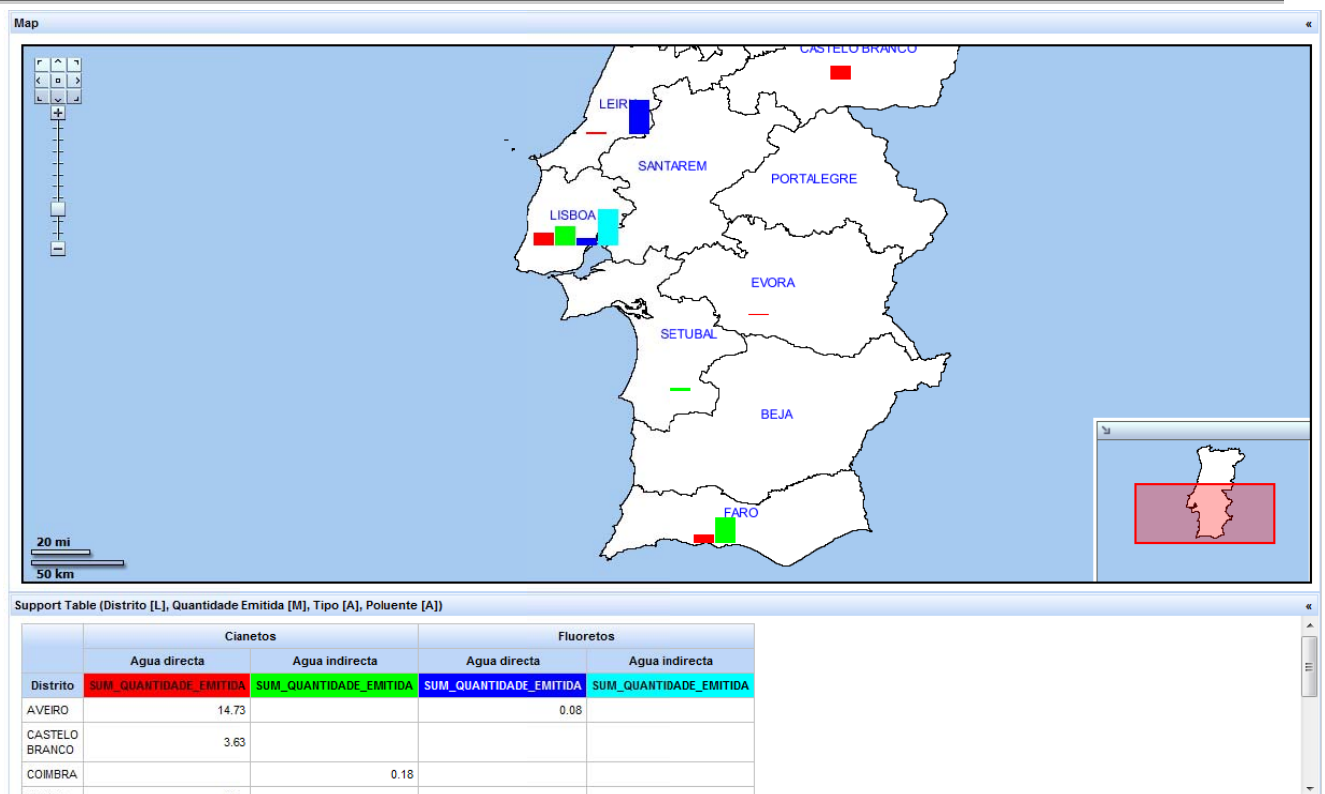 Map «
CASTELO BRANCO
LEIR
SANTAREM
PORTALEGRE
LISBOA
EVORA
SETUBAL
BEJA
FARO
20 mi
50 km
Support Table (Distrito [L], Quantidade Emitida [M], Tipo [A], Poluente [A]) «
Cianetos Fluoretos
Agua directa Agua indirecta Agua directa Agua indirecta
Distrito SUM_QUANTIDADE_EMITIDA SUM_QUANTIDADE_EMITIDA SUM_QUANTIDADE_EMITIDA SUM_QUANTIDADE_EMITIDA
AVEIRO 14.73 0.08
CASTELO
BRANCO 3.63
COIMBRA 0.18